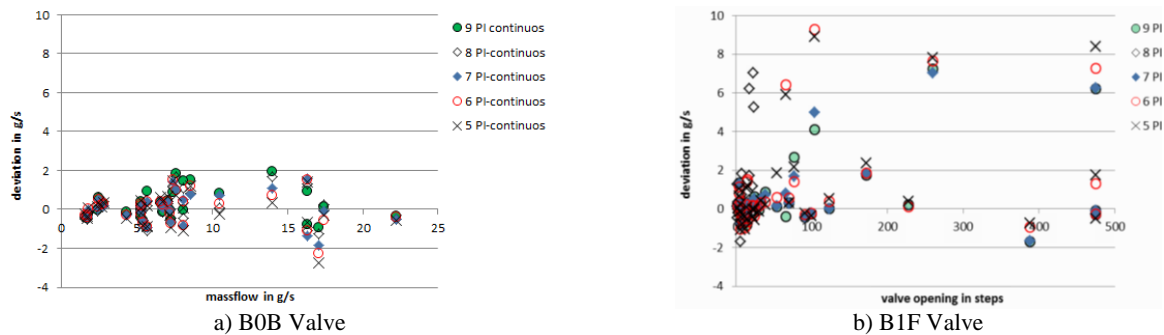 10
8
6
4
2
0
-2
-4
0 5 10 15 20 25
deviation in g/s
massflow in g/s
9 PI continuos
8 PI-continuos
7 PI-continuos
6 PI-continuos
5 PI-continuos
a) B0B Valve
10
8
6
4
2
0
-2
-4
100 200 300 400 500
deviation in g/s
valve opening in steps
9 PI
8 PI
7 PI
6 PI
5 PI
b) B1F Valve